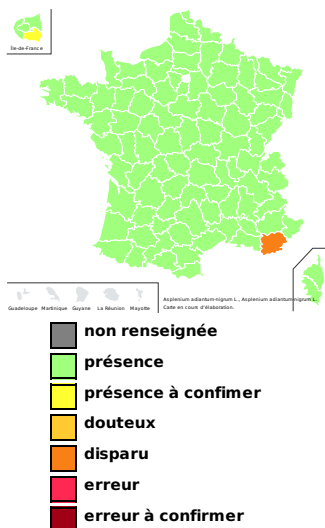 Île-de-France
Guadeloupe Martinique Guyane La Réunion Mayotte
Asplenium adiantum-nigrum L., Asplenium adiantum-nigrum L.
Carte en cours d'élaboration.
non renseignée
présence
présence à confimer
douteux
disparu
erreur
erreur à confirmer